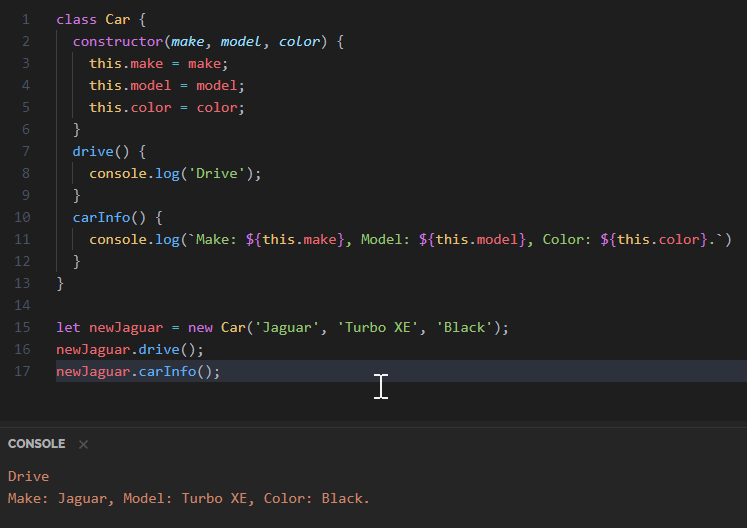 1 class Car {
2 constructor(make, model, color) {
3 this.make = make;
4 this.model = model;
5 this.color = color;
6 }
7 drive() {
8 console.log('Drive');
9 }
10 carInfo() {
11 console.log(`Make: ${this.make}, Model: ${this.model}, Color: ${this.color}.`)
12 }
13 }
14
15 let newJaguar = new Car('Jaguar', 'Turbo XE', 'Black');
16 newJaguar.drive();
17 newJaguar.carInfo();
CONSOLE ×
Drive
Make: Jaguar, Model: Turbo XE, Color: Black.